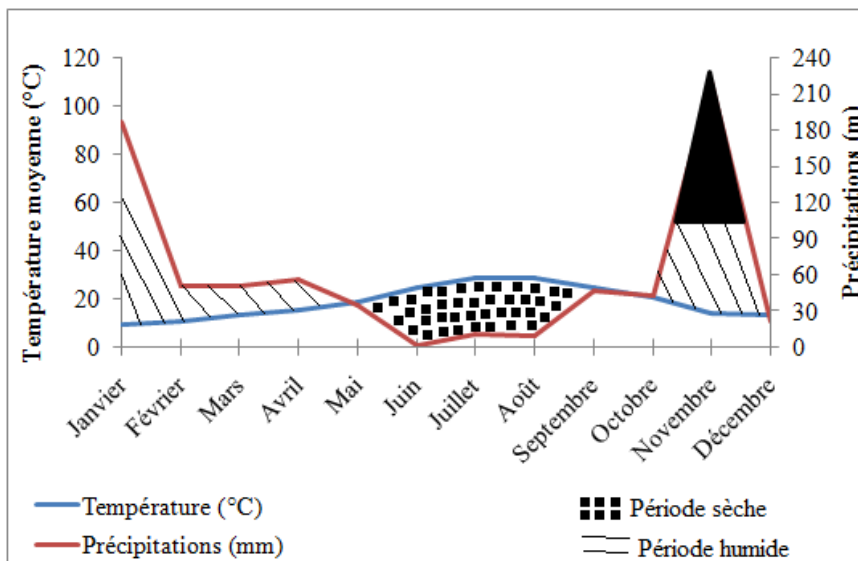 Température moyenne (°C)
120
100
80
60
40
20
0
240
210
180
150
120
90
60
30
0
Précipitations (m)
Janvier
Février
Mars
Avril
Mai
Juin
Juillet
Août
Septembre
Octobre
Novembre
Décembre
Température (°C)
Période sèche
Précipitations (mm)
Période humide